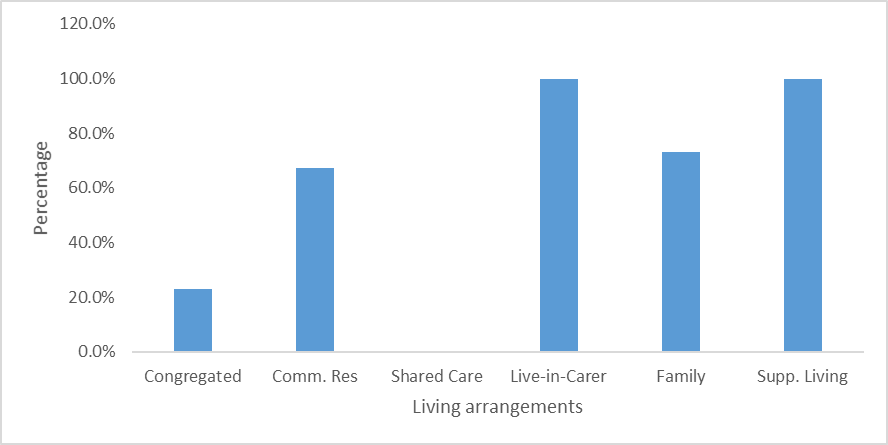 120.0%
100.0%
80.0%
60.0%
40.0%
20.0%
0.0%
Percentage
Congregated Comm. Res Shared Care Live-in-Carer Family Supp. Living
Living arrangements